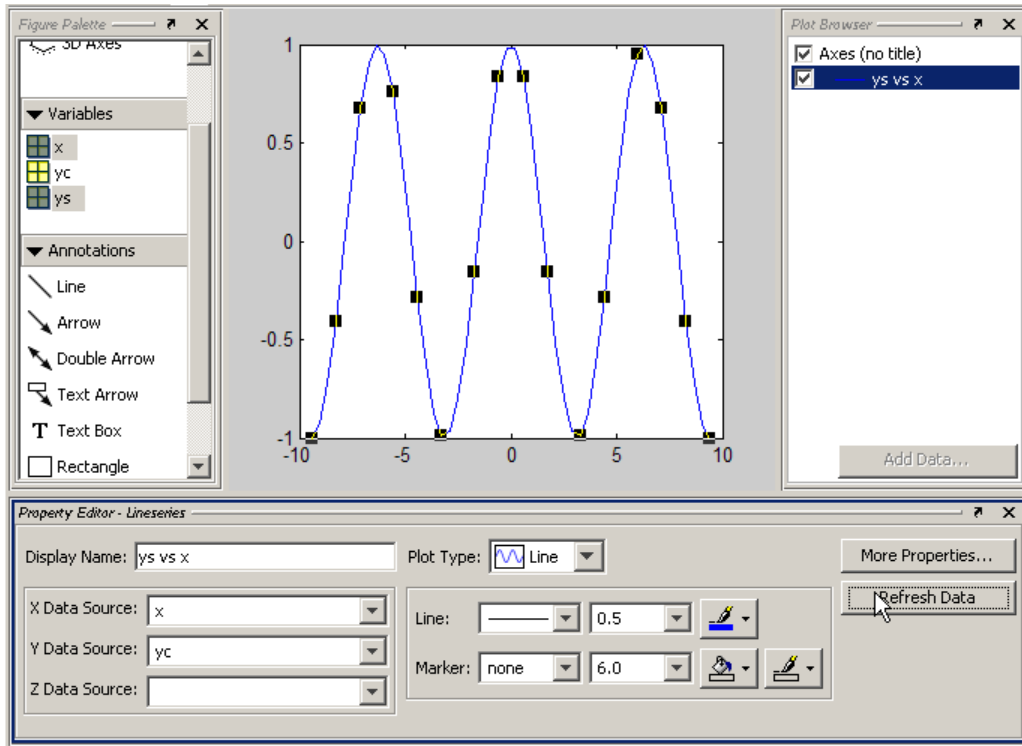 Figure Palette
3D Axes
Variables
x
yc
ys
Annotations
Line
Arrow
Double Arrow
Text Arrow
T Text Box
Rectangle
1
0.5
0
-0.5
-1
-10
-5
0
5
10
Plot Browser
Axes (no title)
ys vs x
Add Data...
Property Editor - Lineseries
Display Name: ys vs x
Plot Type: Line
More Properties...
X Data Source: x
Y Data Source: yc
Z Data Source:
Line: 0.5
Marker: none 6.0
Refresh Data